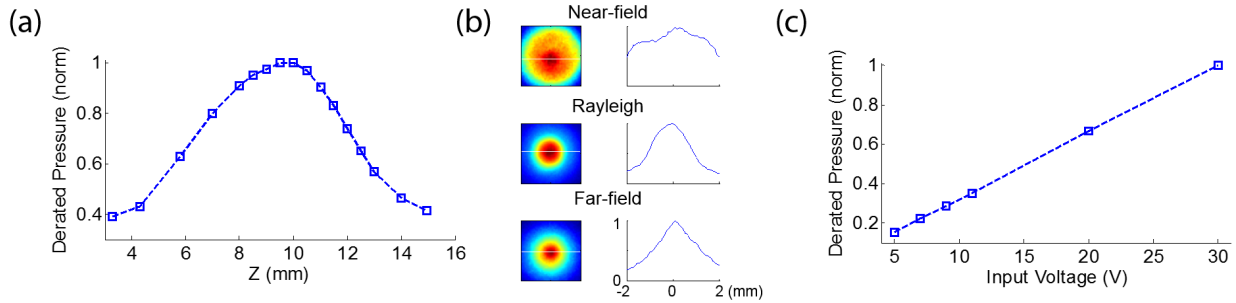 (a)
Derated Pressure (norm)
1
0.8
0.6
0.4
4 6 8 10 12 14 16
Z (mm)
(b)
Near-field
Rayleigh
Far-field
1
0
-2 0 2 (mm)
(c)
Derated Pressure (norm)
1
0.8
0.6
0.4
0.2
5 10 15 20 25 30
Input Voltage (V)